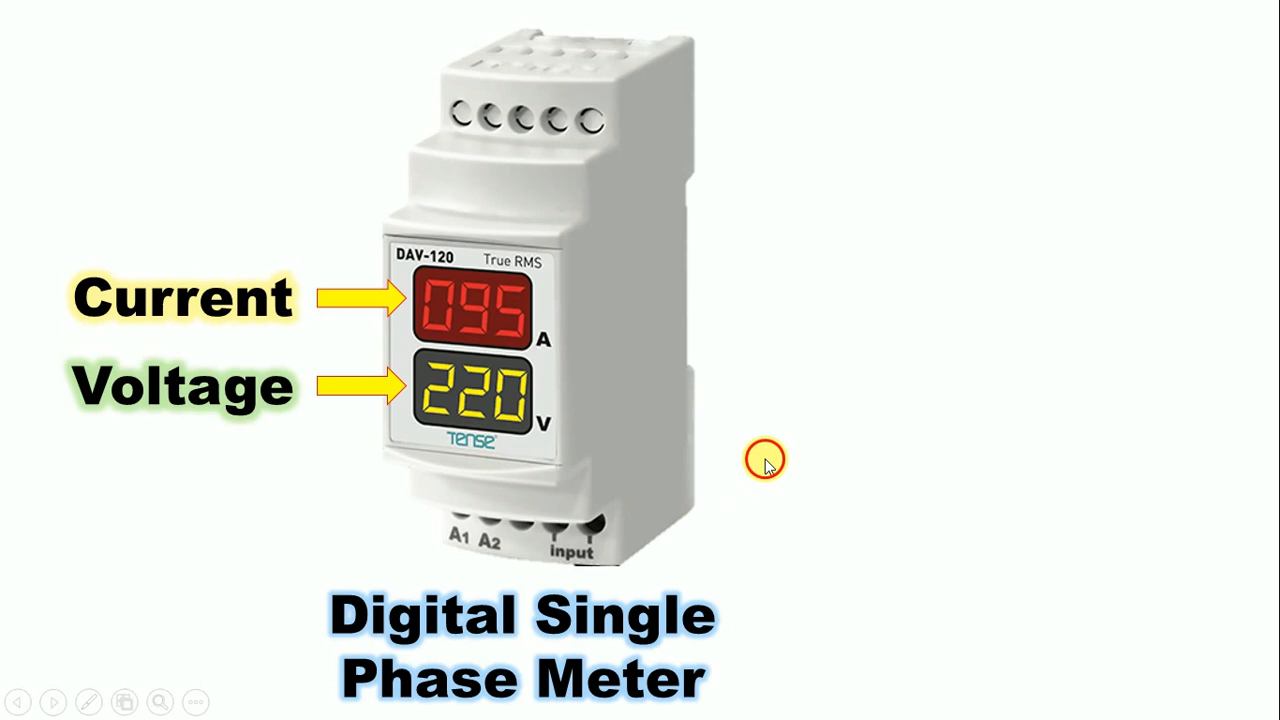 DAV-120 True RMS
Current
095 A
Voltage
220 V
Tense
A1 A2 input
Digital Single
Phase Meter